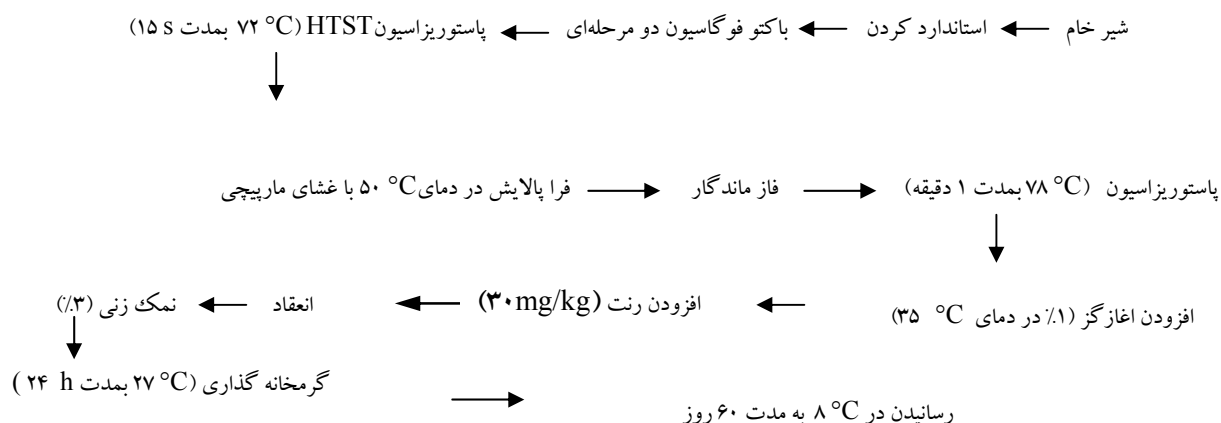 شیر خام ← استاندارد کردن ← باکتو فوگاسیون دو مرحله‌ای ← پاستوریزاسیون HTST (۷۲ °C بمدت ۱۵ s)
فرا پالایش در دمای ۵۰ °C با غشای مارپیچی → فاز ماندگار → پاستوریزاسیون (۷۸ °C بمدت ۱ دقیقه)
افزودن اغازگز (۱٪ در دمای ۳۵ °C) ← افزودن رنت (۳۰mg/kg) ← انعقاد ← نمک زنی (۳٪)
گرمخانه گذاری (۲۷ °C بمدت ۲۴ h)
رسانیدن در ۸ °C به مدت ۶۰ روز